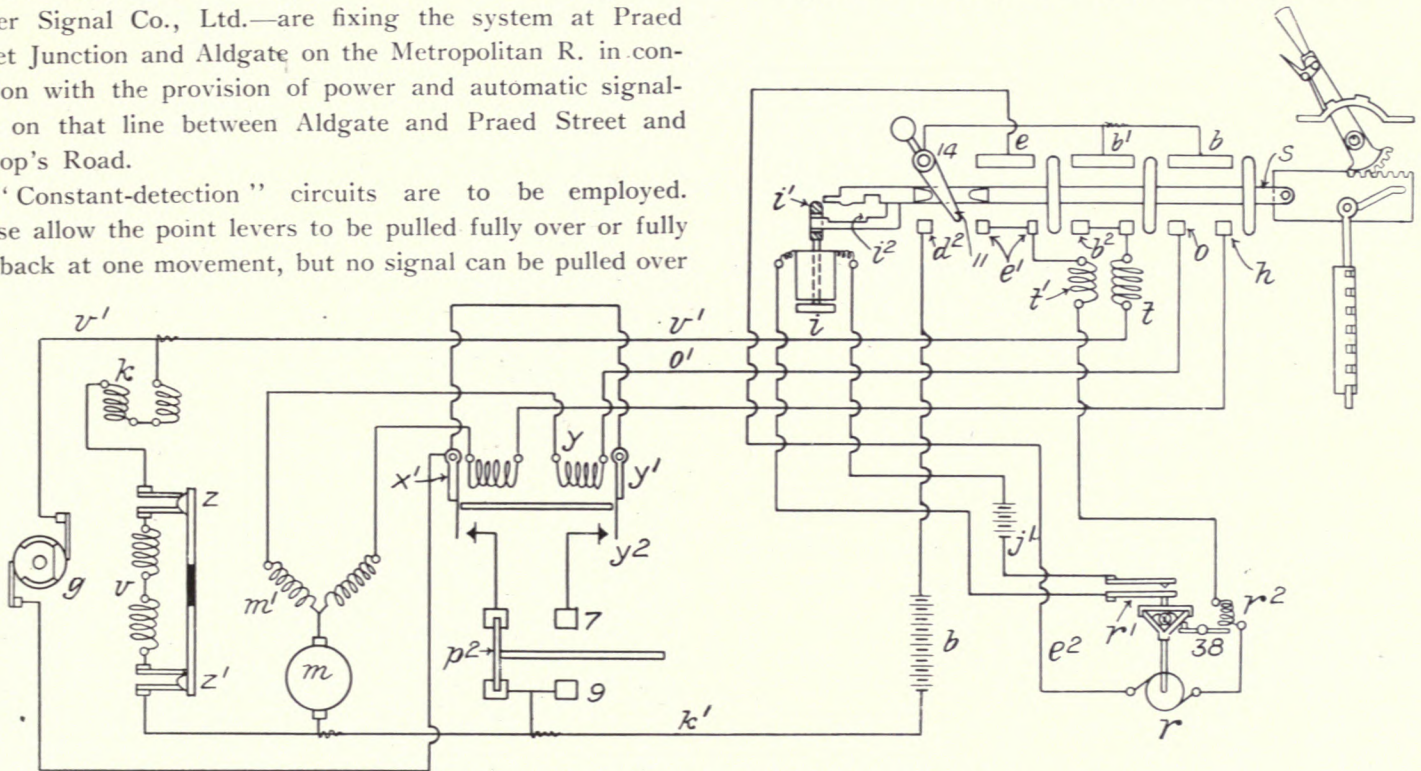 er Signal Co., Ltd.—are fixing the system at Praed
et Junction and Aldgate on the Metropolitan R. in con-
on with the provision of power and automatic signal-
on that line between Aldgate and Praed Street and
op's Road.
‘ Constant-detection ’’ circuits are to be employed.
se allow the point levers to be pulled fully over or fully
back at one movement, but no signal can be pulled over
14 e b' b s
i' i² d² 11 e' b² o h
t' t
i
v' v'
o'
k
y
x' y'
z
y2
j¹
g v m'
7
r¹ r²
p² b e² 38
m
z' 9
k' r